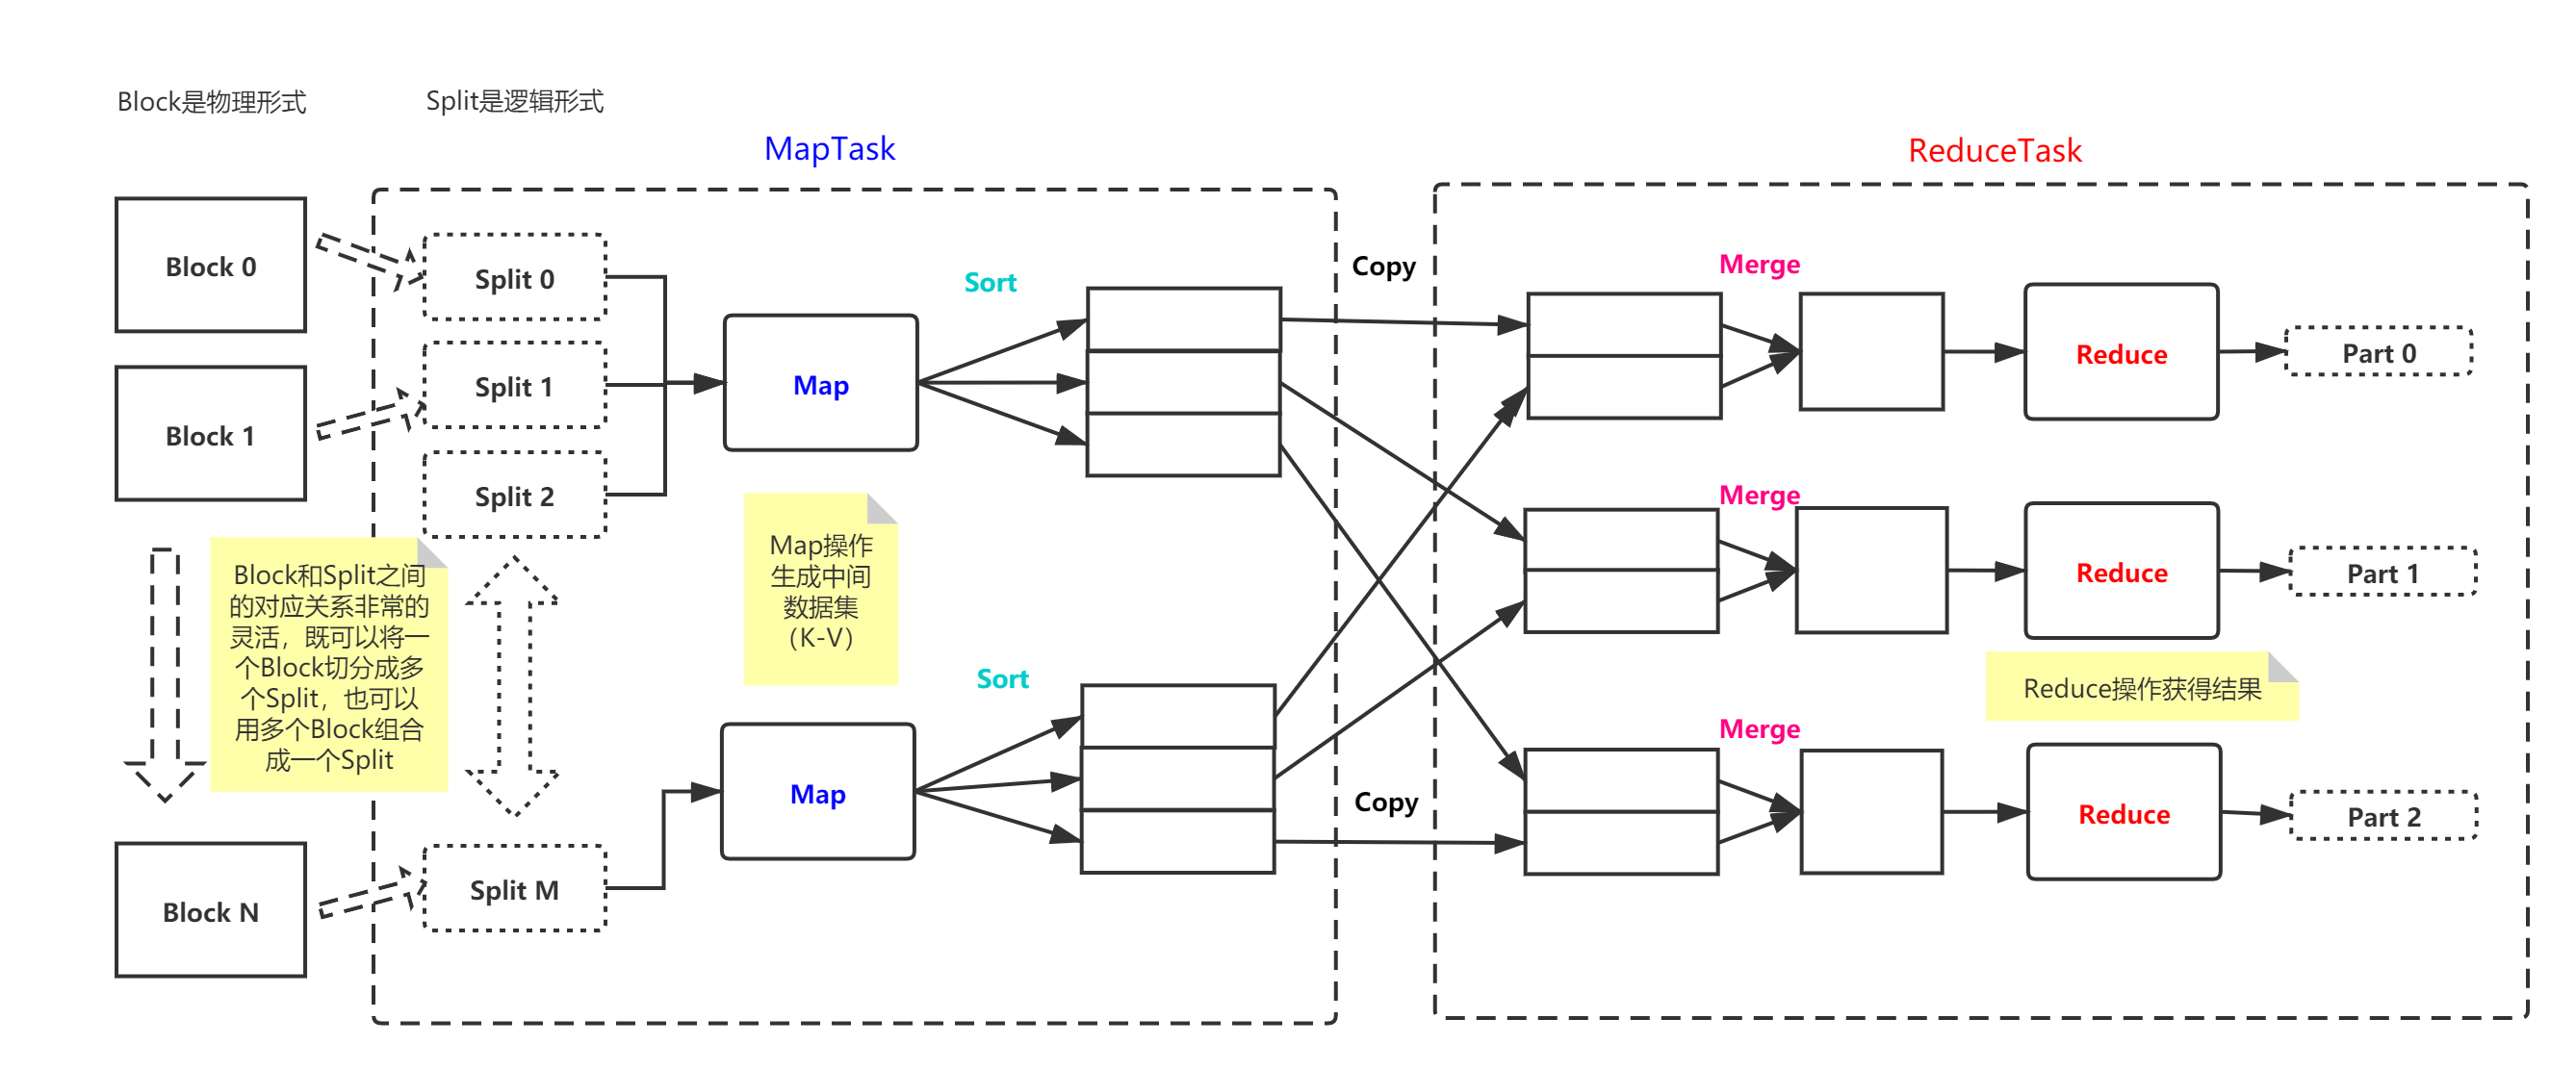 Block是物理形式
Split是逻辑形式
MapTask
ReduceTask
Block 0
Block 1
Block N
Split 0
Split 1
Split 2
Split M
Block和Split之间
的对应关系非常的
灵活，既可以将一
个Block切分成多
个Split，也可以
用多个Block组合
成一个Split
Map
Map
Map操作
生成中间
数据集
（K-V）
Sort
Sort
Copy
Copy
Merge
Merge
Merge
Reduce
Reduce
Reduce
Reduce操作获得结果
Part 0
Part 1
Part 2